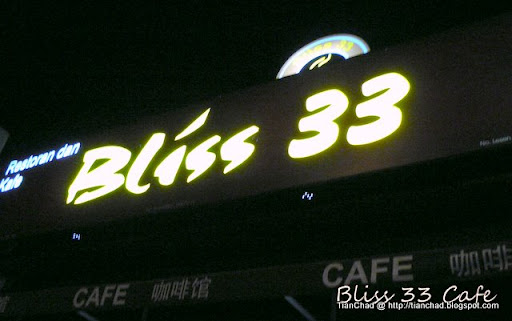 Restoran dan
Kafe
Bliss 33
CAFE 咖啡馆
CAFE 咖啡
Bliss 33 Cafe
TianChad @ http://tianchad.blogspot.com